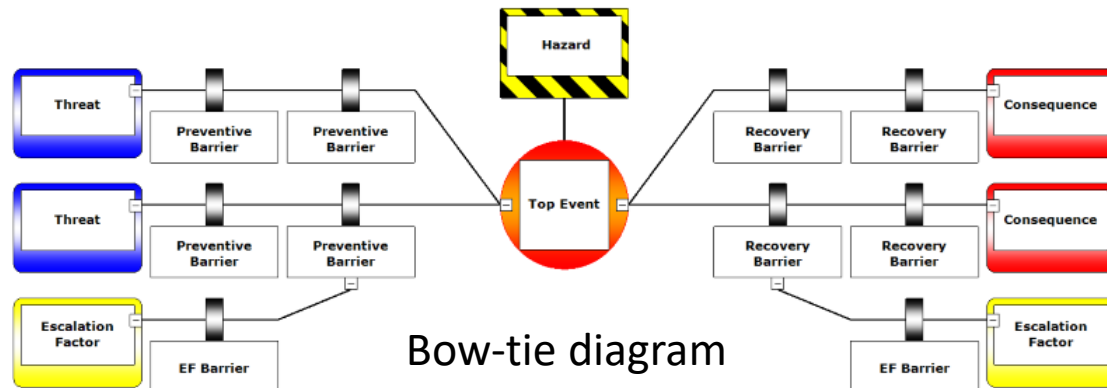 Hazard
Threat
Preventive
Barrier
Preventive
Barrier
Recovery
Barrier
Recovery
Barrier
Consequence
Top Event
Threat
Preventive
Barrier
Preventive
Barrier
Recovery
Barrier
Recovery
Barrier
Consequence
Escalation
Factor
EF Barrier
Bow-tie diagram
EF Barrier
Escalation
Factor